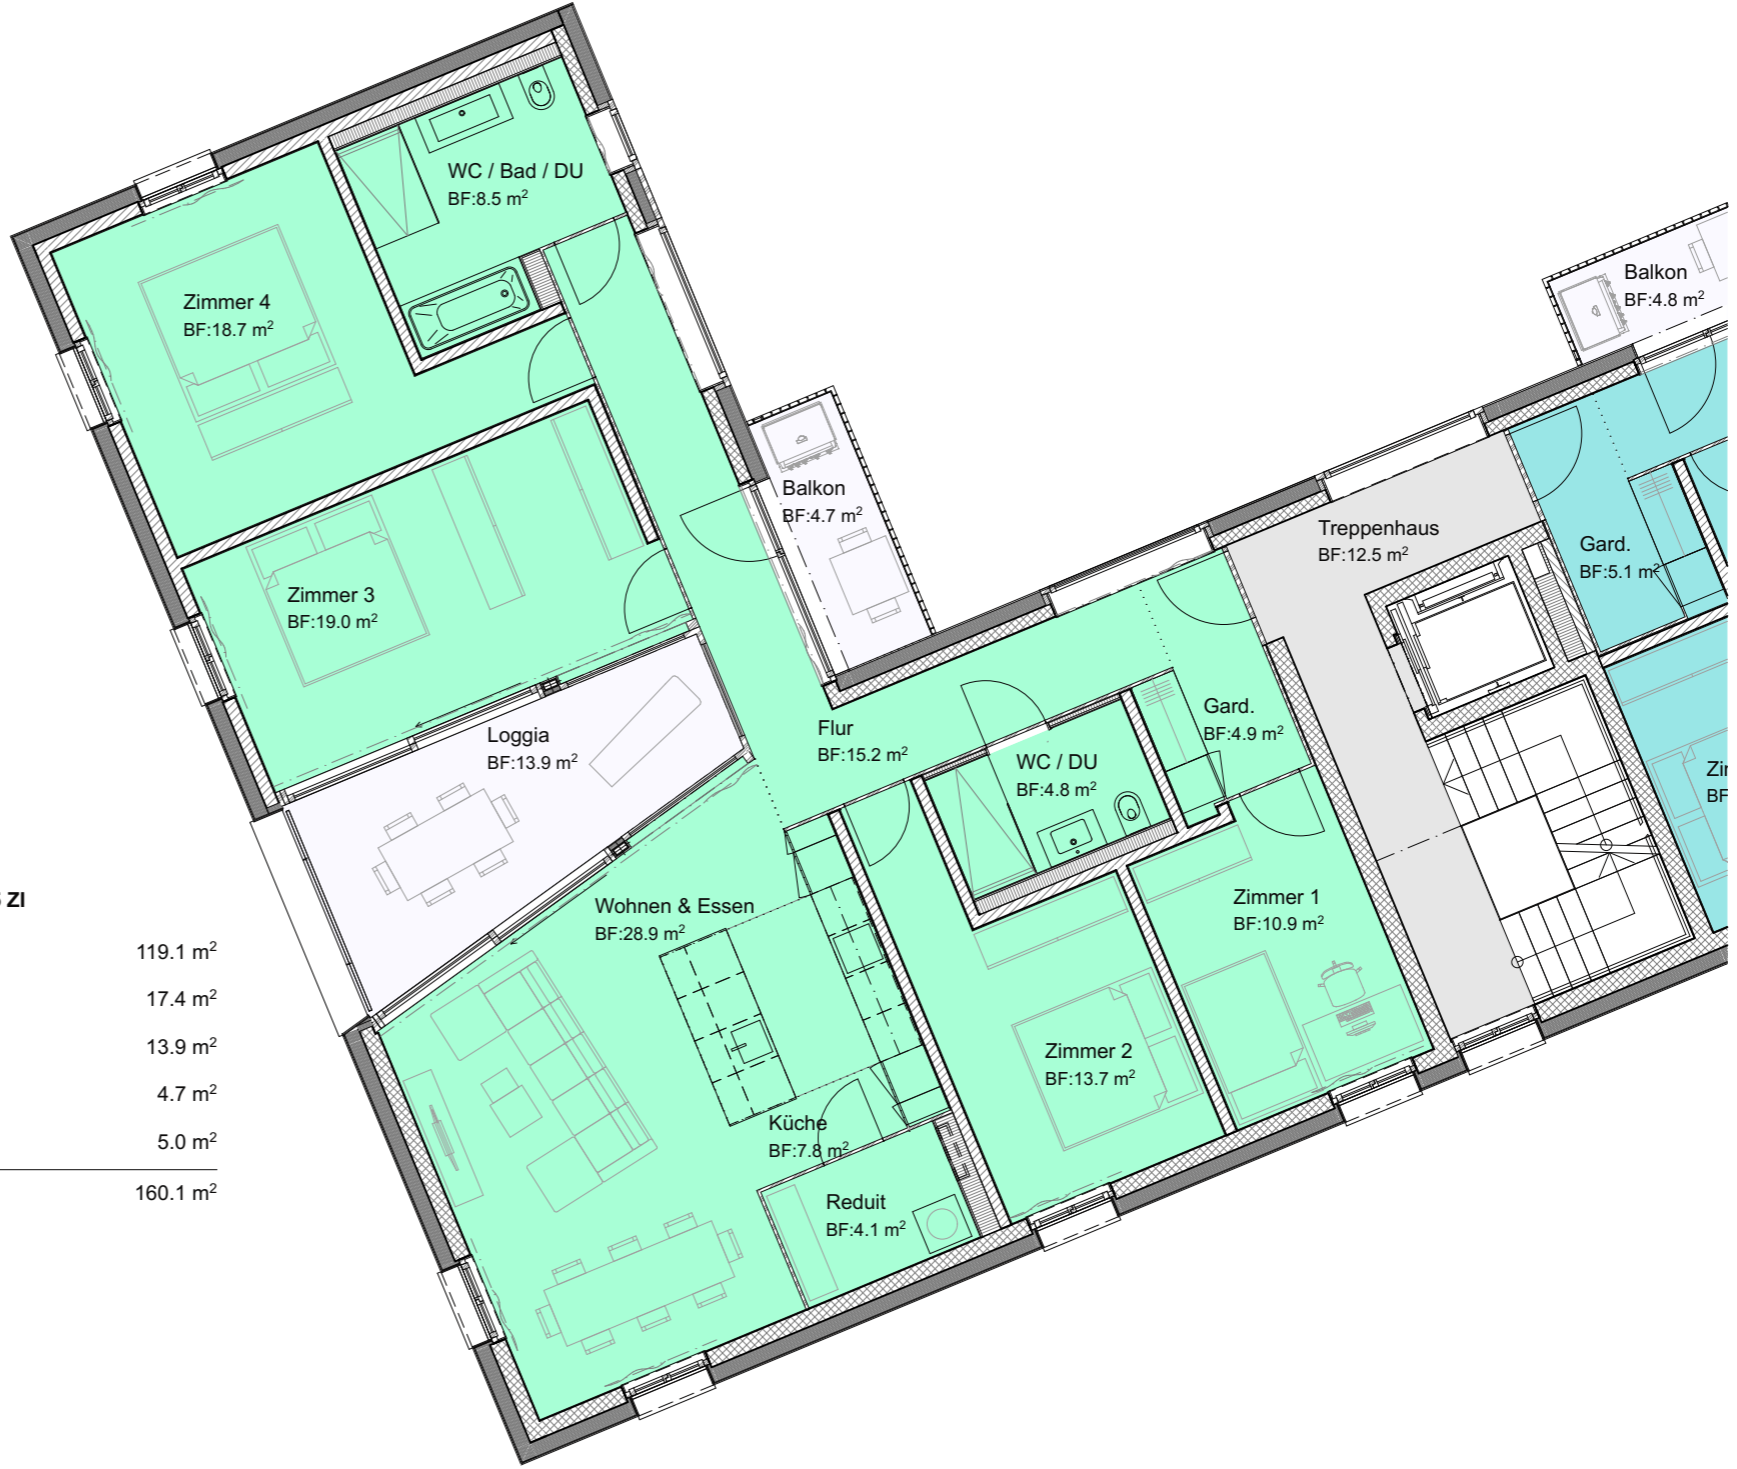 WC / Bad / DU
BF:8.5 m²
Zimmer 4
BF:18.7 m²
Balkon
BF:4.8 m²
Balkon
BF:4.7 m²
Treppenhaus
BF:12.5 m²
Gard.
BF:5.1 m²
Zimmer 3
BF:19.0 m²
Loggia
BF:13.9 m²
Flur
BF:15.2 m²
Gard.
BF:4.9 m²
WC / DU
BF:4.8 m²
Zi
BF
ZI
Wohnen & Essen
BF:28.9 m²
Zimmer 1
BF:10.9 m²
119.1 m²
17.4 m²
13.9 m²
4.7 m²
5.0 m²
160.1 m²
Zimmer 2
BF:13.7 m²
Küche
BF:7.8 m²
Reduit
BF:4.1 m²